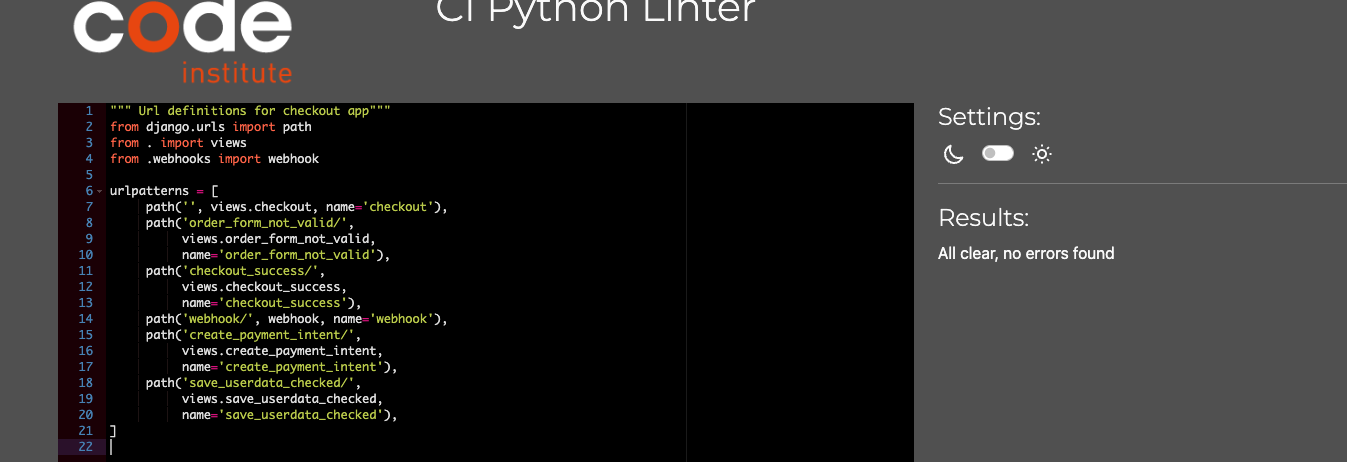 code
institute
CI Python Linter
1 """ Url definitions for checkout app"""
2 from django.urls import path
3 from . import views
4 from .webhooks import webhook
5
6 urlpatterns = [
7     path('', views.checkout, name='checkout'),
8     path('order_form_not_valid/',
9          views.order_form_not_valid,
10          name='order_form_not_valid'),
11     path('checkout_success/',
12          views.checkout_success,
13          name='checkout_success'),
14     path('webhook/', webhook, name='webhook'),
15     path('create_payment_intent/',
16          views.create_payment_intent,
17          name='create_payment_intent'),
18     path('save_userdata_checked/',
19          views.save_userdata_checked,
20          name='save_userdata_checked'),
21 ]
22
Settings:
Results:
All clear, no errors found